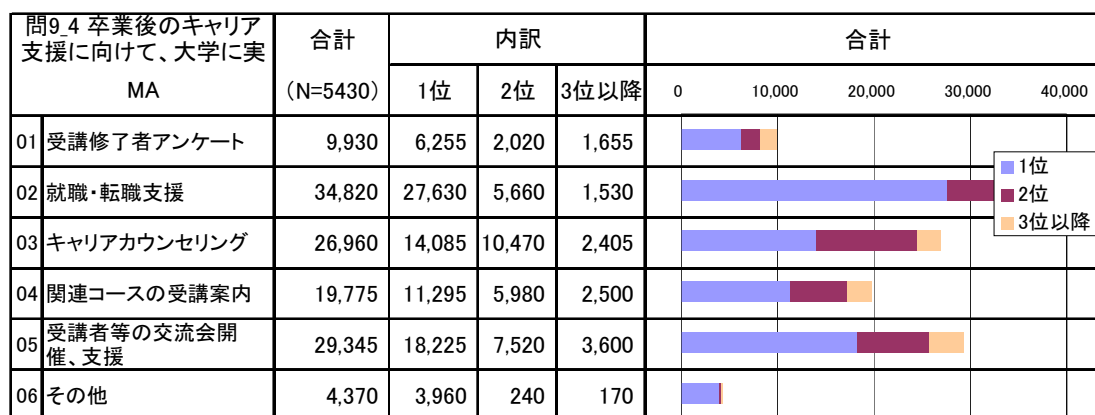 問9_4 卒業後のキャリア
支援に向けて、大学に実
MA
合計
(N=5430)
内訳
1位 2位 3位以降
合計
0 10,000 20,000 30,000 40,000
01 受講修了者アンケート 9,930 6,255 2,020 1,655
02 就職・転職支援 34,820 27,630 5,660 1,530
03 キャリアカウンセリング 26,960 14,085 10,470 2,405
04 関連コースの受講案内 19,775 11,295 5,980 2,500
05 受講者等の交流会開
催、支援 29,345 18,225 7,520 3,600
06 その他 4,370 3,960 240 170
1位
2位
3位以降